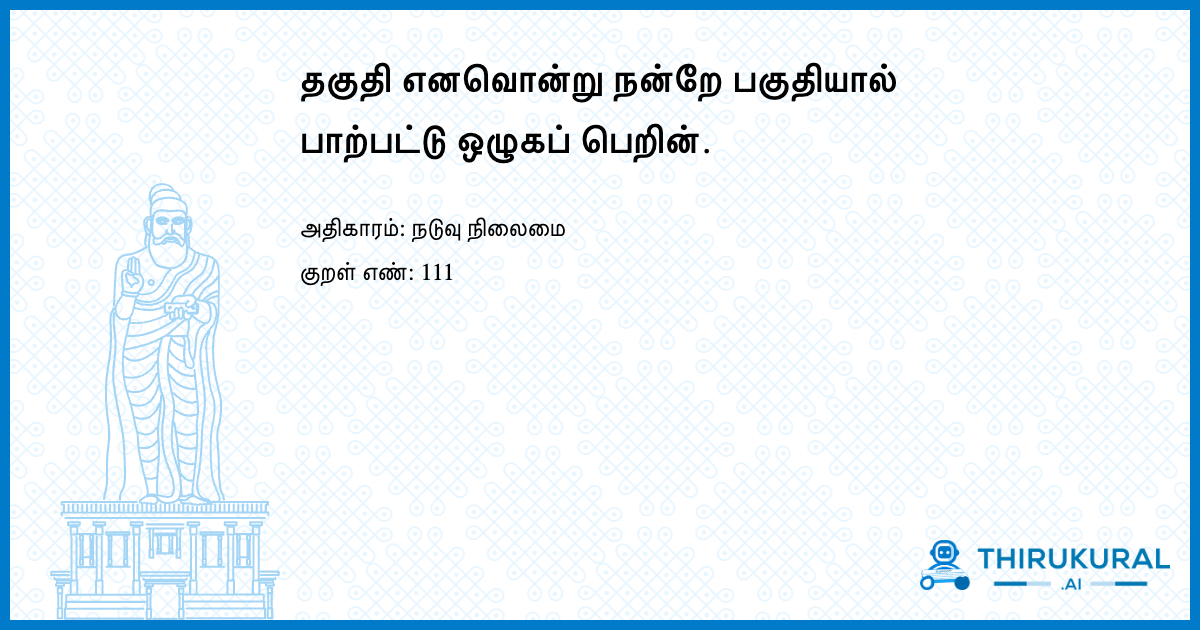 தகுதி எனவொன்று நன்றே பகுதியால்
பாற்பட்டு ஒழுகப் பெறின்.
அதிகாரம்: நடுவு நிலைமை
குறள் எண்: 111
THIRUKURAL
.AI